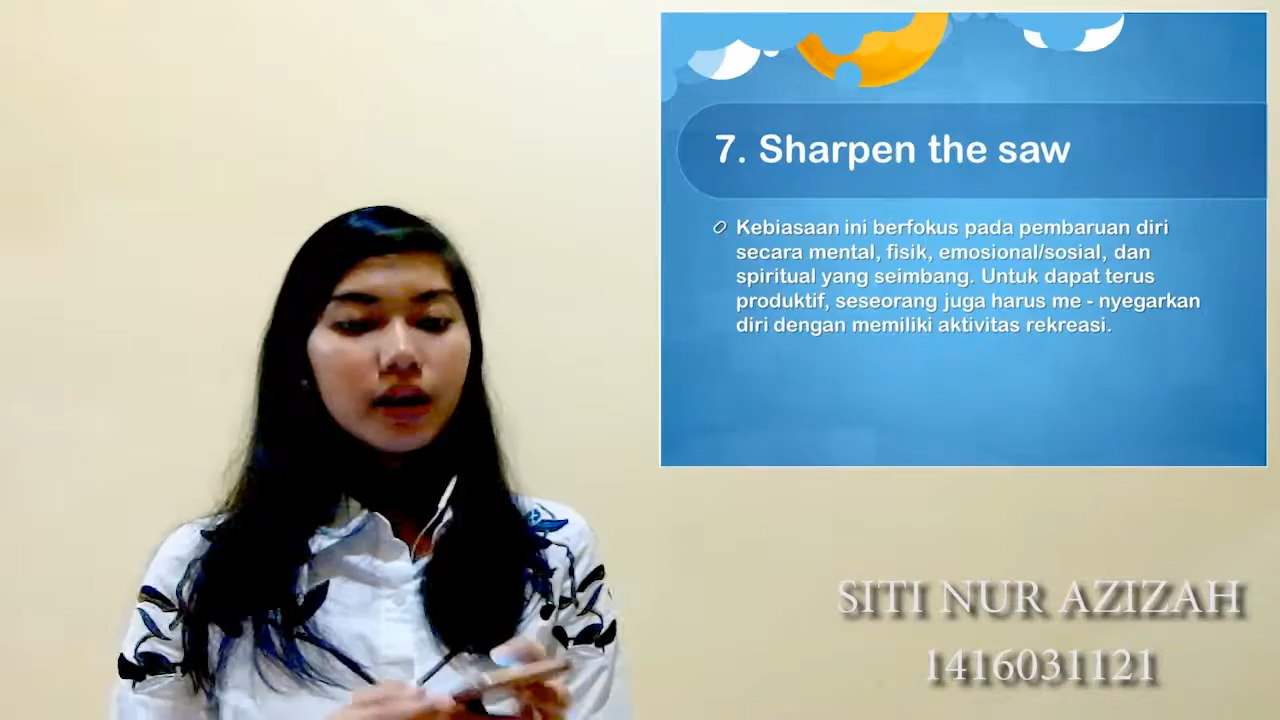 7. Sharpen the saw
Kebiasaan ini berfokus pada pembaruan diri
secara mental, fisik, emosional/sosial, dan
spiritual yang seimbang. Untuk dapat terus
produktif, seseorang juga harus me - nyegarkan
diri dengan memiliki aktivitas rekreasi.
SITI NUR AZIZAH
1416031121